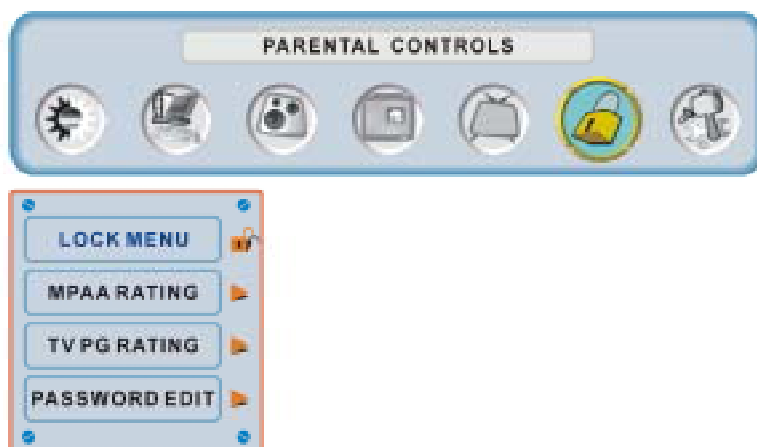 PARENTAL CONTROLS
LOCK MENU
MPAA RATING
TV PG RATING
PASSWORD EDIT